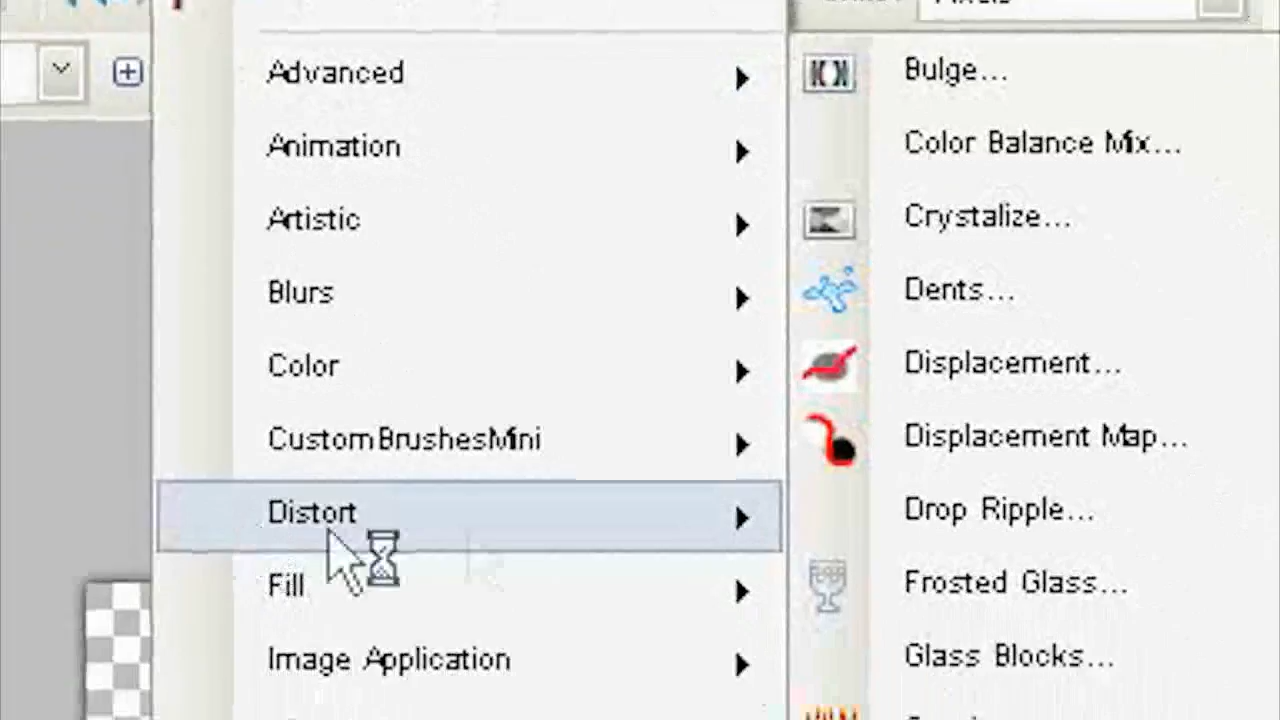 Pixels
Advanced
Animation
Artistic
Blurs
Color
CustomBrushesMini
Distort
Fill
Image Application
Bulge...
Color Balance Mix...
Crystalize...
Dents...
Displacement...
Displacement Map...
Drop Ripple...
Frosted Glass...
Glass Blocks...